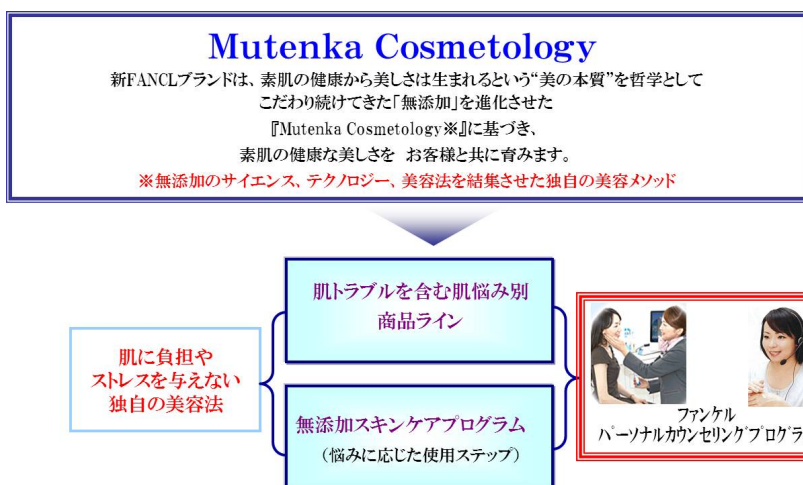 Mutenka Cosmetology
新FANCLブランドは、素肌の健康から美しさは生まれるという“美の本質”を哲学として
こだわり続けてきた「無添加」を進化させた
『Mutenka Cosmetology※』に基づき、
素肌の健康な美しさを お客様と共に育みます。
※無添加のサイエンス、テクノロジー、美容法を結集させた独自の美容メソッド
肌トラブルを含む肌悩み別
商品ライン
肌に負担や
ストレスを与えない
独自の美容法
無添加スキンケアプログラム
（悩みに応じた使用ステップ）
ファンケル
パーソナルカウンセリングプログラ